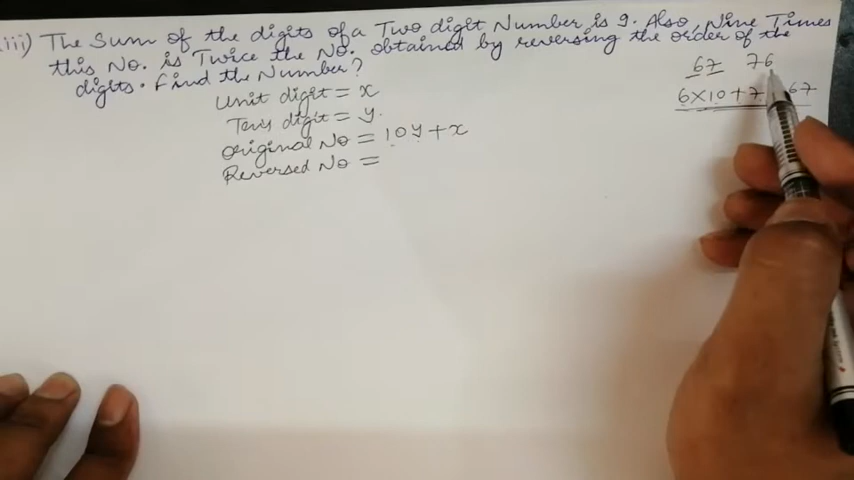 iii) The Sum of the digits of a Two digit Number is 9. Also, Nine Times
this No. is Twice the No. obtained by reversing the order of the
digits. Find the Number?
67 76
6×10+7 67
Unit digit = x
Ten's digit = y.
Original No = 10y+x
Reversed No =